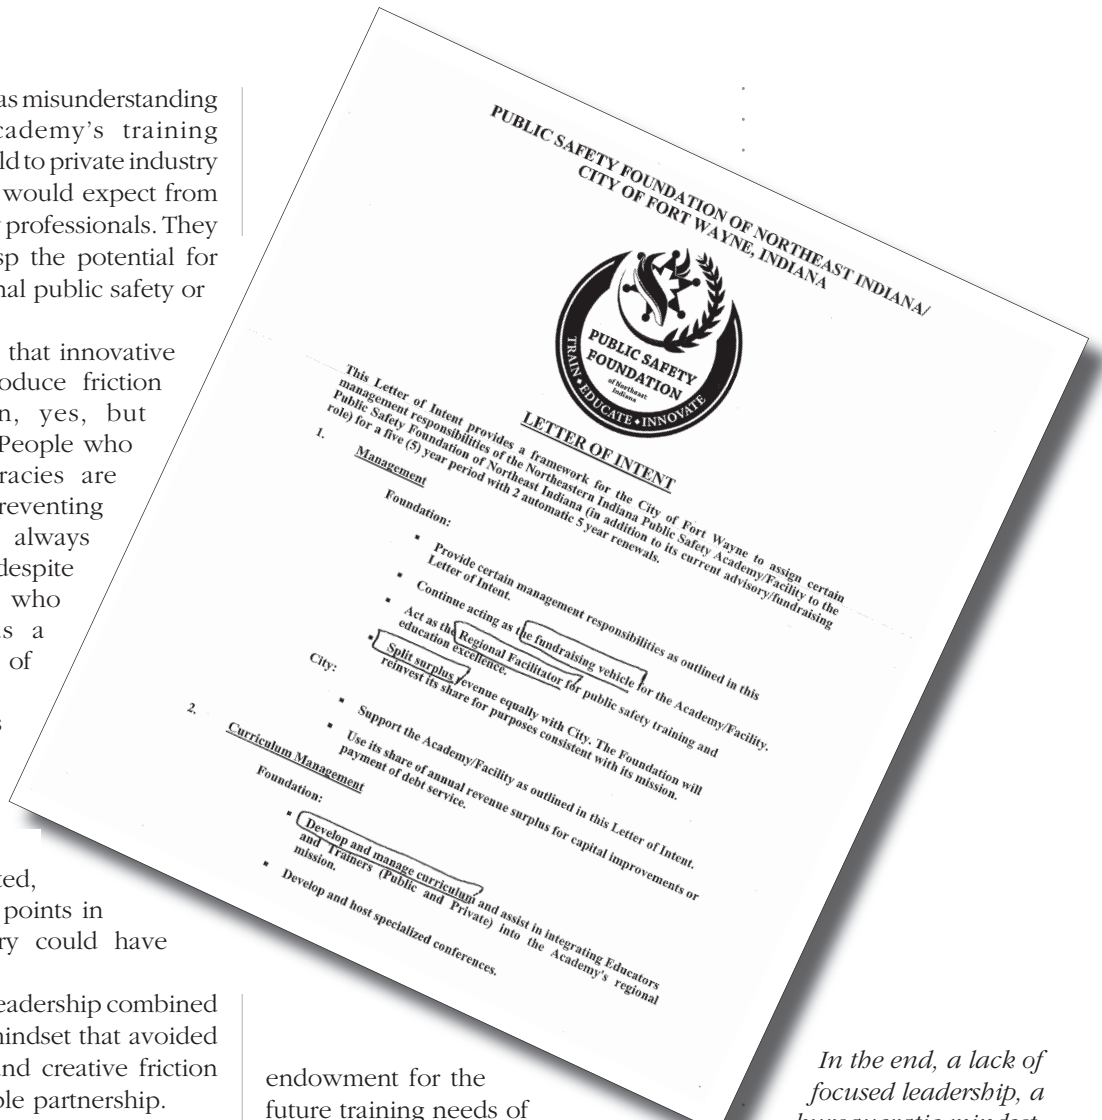 as misunderstanding
cademy's training
ld to private industry
would expect from
professionals. They
sp the potential for
nal public safety or
that innovative
oduce friction
n, yes, but
People who
racies are
reventing
always
despite
who
as a
of
s
ted,
points in
ry could have
eadership combined
mindset that avoided
and creative friction
ble partnership.
PUBLIC SAFETY FOUNDATION OF NORTHEAST INDIANA/
CITY OF FORT WAYNE, INDIANA
PUBLIC SAFETY
FOUNDATION
of Northeast
Indiana
TRAIN • EDUCATE • INNOVATE
LETTER OF INTENT
This Letter of Intent provides a framework for the City of Fort Wayne to assign certain
management responsibilities of the Northeastern Indiana Public Safety Academy/Facility to the
Public Safety Foundation of Northeast Indiana (in addition to its current advisory/fundraising
role) for a five (5) year period with 2 automatic 5 year renewals.
1.
Management
Foundation:
▪ Provide certain management responsibilities as outlined in this
Letter of Intent.
▪ Continue acting as the fundraising vehicle for the Academy/Facility.
▪ Act as the Regional Facilitator for public safety training and
education excellence.
▪ Split surplus revenue equally with City. The Foundation will
reinvest its share for purposes consistent with its mission.
City:
▪ Support the Academy/Facility as outlined in this Letter of Intent.
▪ Use its share of annual revenue surplus for capital improvements or
payment of debt service.
2.
Curriculum Management
Foundation:
▪ Develop and manage curriculum and assist in integrating Educators
and Trainers (Public and Private) into the Academy's regional
mission.
▪ Develop and host specialized conferences.
endowment for the
future training needs of
In the end, a lack of
focused leadership, a
bureaucratic mindset